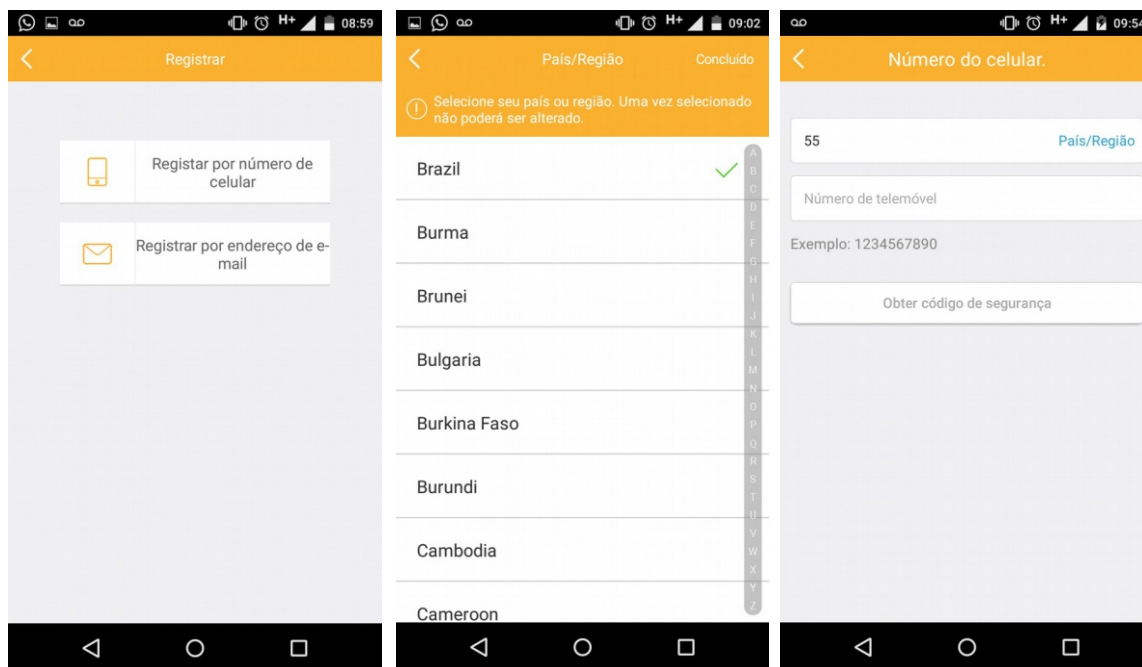 H+ 08:59
Registrar
Registar por número de
celular
Registrar por endereço de e-
mail
H+ 09:02
País/Região Concluído
Selecione seu país ou região. Uma vez selecionado
não poderá ser alterado.
Brazil
Burma
Brunei
Bulgaria
Burkina Faso
Burundi
Cambodia
Cameroon
A
B
C
D
E
F
G
H
I
J
K
L
M
N
O
P
Q
R
S
T
U
V
W
X
Y
Z
H+ 09:54
Número do celular.
55 País/Região
Número de telemóvel
Exemplo: 1234567890
Obter código de segurança